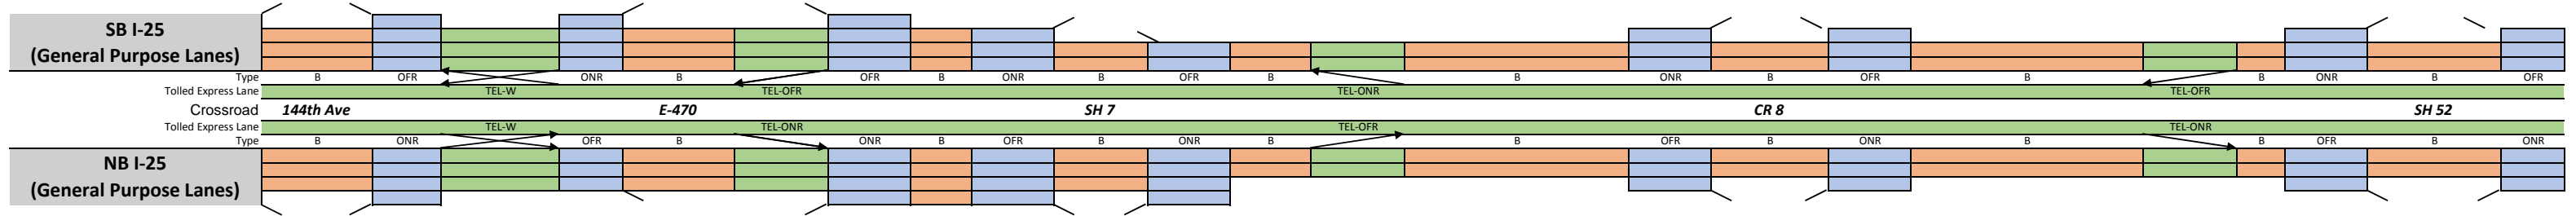 SB I-25
(General Purpose Lanes)
Type B OFR ONR B OFR B ONR B OFR B B ONR B OFR B B ONR B OFR
Tolled Express Lane TEL-W TEL-OFR TEL-ONR TEL-OFR
Crossroad 144th Ave E-470 SH 7 CR 8 SH 52
Tolled Express Lane TEL-W TEL-ONR TEL-OFR TEL-ONR
Type B ONR OFR B ONR B OFR B ONR B B OFR B ONR B B OFR B ONR
NB I-25
(General Purpose Lanes)